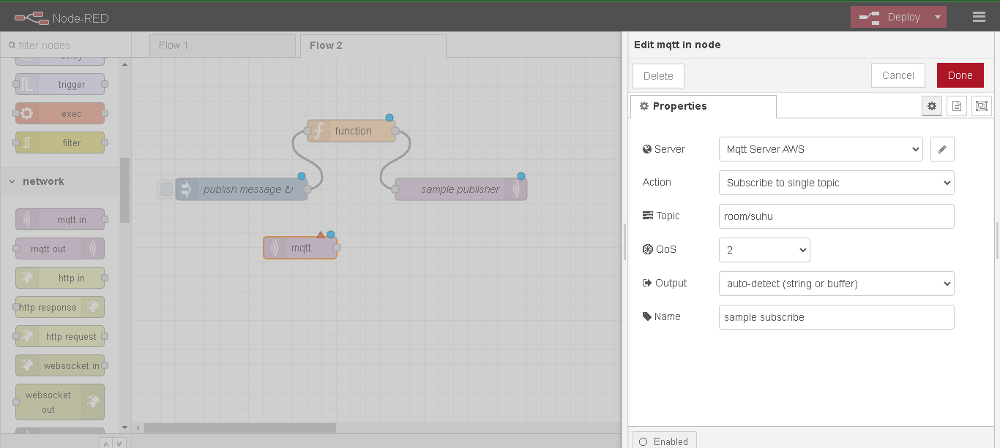 Node-RED
Deploy
filter nodes
Flow 1
Flow 2
trigger
exec
filter
network
mqtt in
mqtt out
http in
http response
http request
websocket in
websocket
out
function
publish message ↻
sample publisher
mqtt
Edit mqtt in node
Delete
Cancel
Done
Properties
Server
Mqtt Server AWS
Action
Subscribe to single topic
Topic
room/suhu
QoS
2
Output
auto-detect (string or buffer)
Name
sample subscribe
Enabled